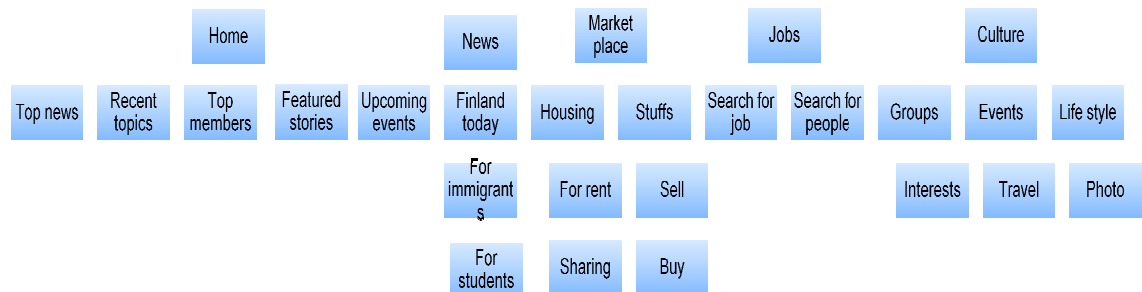 Home
News
Market
place
Jobs
Culture
Top news
Recent
topics
Top
members
Featured
stories
Upcoming
events
Finland
today
Housing
Stuffs
Search for
job
Search for
people
Groups
Events
Life style
For
immigrant
s
For rent
Sell
Interests
Travel
Photo
For
students
Sharing
Buy